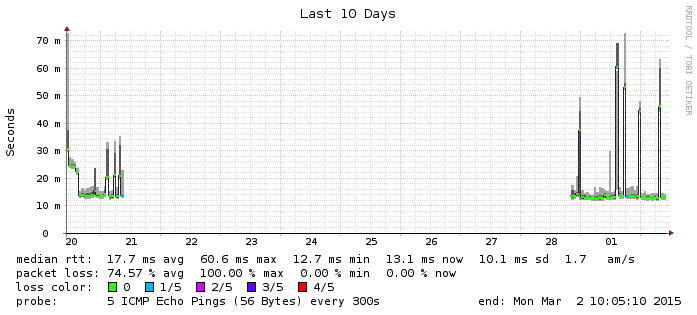 Last 10 Days
RRDTOOL / TOBI OETIKER
Seconds
70 m
60 m
50 m
40 m
30 m
20 m
10 m
0
20 21 22 23 24 25 26 27 28 01
median rtt: 17.7 ms avg 60.6 ms max 12.7 ms min 13.1 ms now 10.1 ms sd 1.7 am/s
packet loss: 74.57 % avg 100.00 % max 0.00 % min 0.00 % now
loss color: 0 1/5 2/5 3/5 4/5
probe: 5 ICMP Echo Pings (56 Bytes) every 300s end: Mon Mar 2 10:05:10 2015